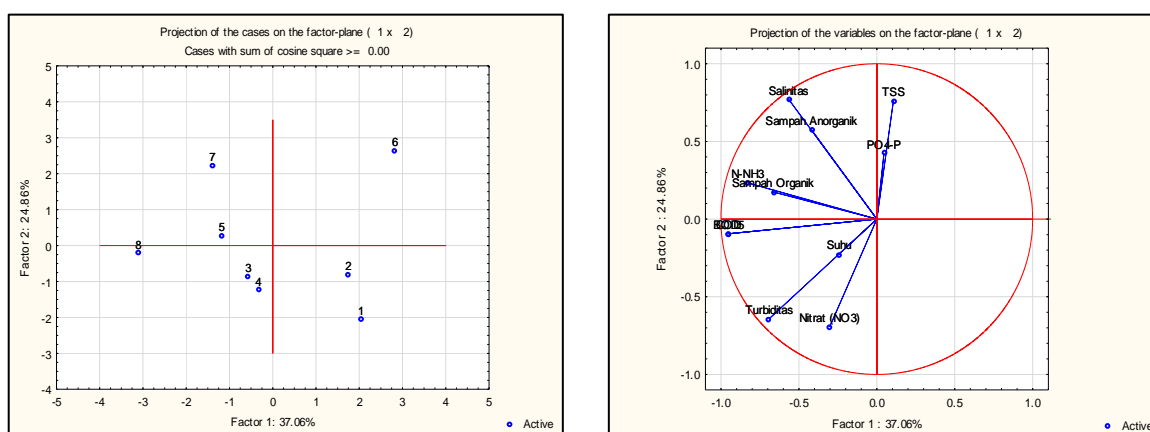 Projection of the cases on the factor-plane ( 1 x 2)
Cases with sum of cosine square >= 0.00
5
4
3
2
1
0
-1
-2
-3
-4
6
7
5
8
3
4
2
1
-5
-4
-3
-2
-1
0
1
2
3
4
5
Factor 2: 24.86%
Factor 1: 37.06%
Active
Projection of the variables on the factor-plane ( 1 x 2)
1.0
0.5
0.0
-0.5
-1.0
Salinitas
TSS
Sampah Anorganik
PO4-P
N-NH3
Sampah Organik
Suhu
Turbiditas
Nitrat (NO3)
-1.0
-0.5
0.0
0.5
1.0
Factor 2 : 24.86%
Factor 1 : 37.06%
Active